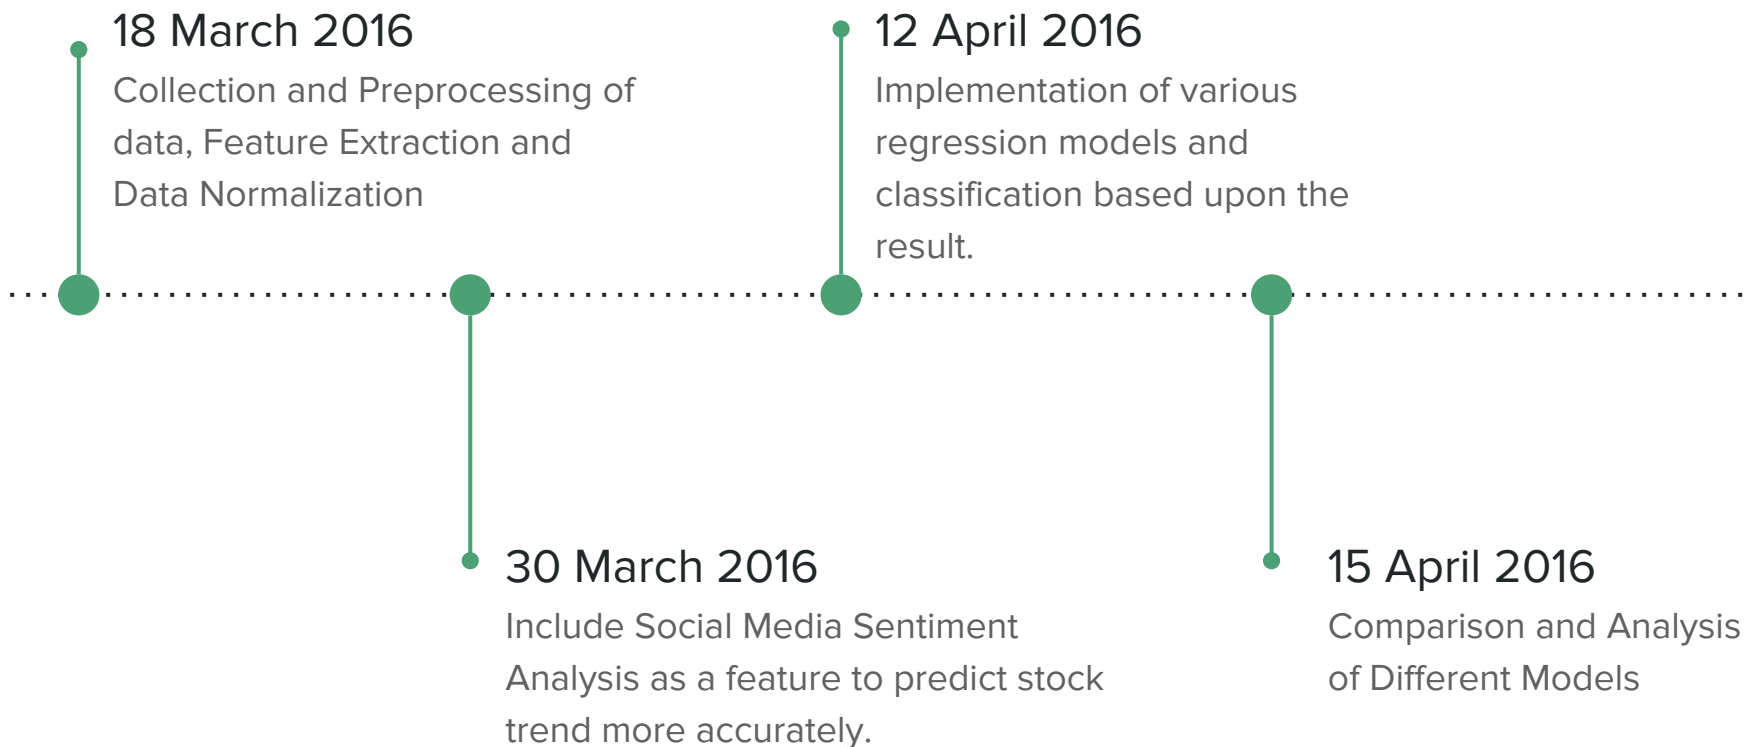 18 March 2016
Collection and Preprocessing of
data, Feature Extraction and
Data Normalization
12 April 2016
Implementation of various
regression models and
classification based upon the
result.
30 March 2016
Include Social Media Sentiment
Analysis as a feature to predict stock
trend more accurately.
15 April 2016
Comparison and Analysis
of Different Models